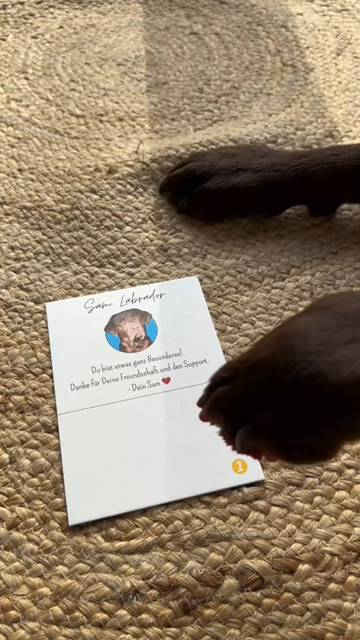 Sam Labrador
Du bist etwas ganz Besonderes!
Danke für Deine Freundschaft und den Support.
- Dein Sam ❤
1